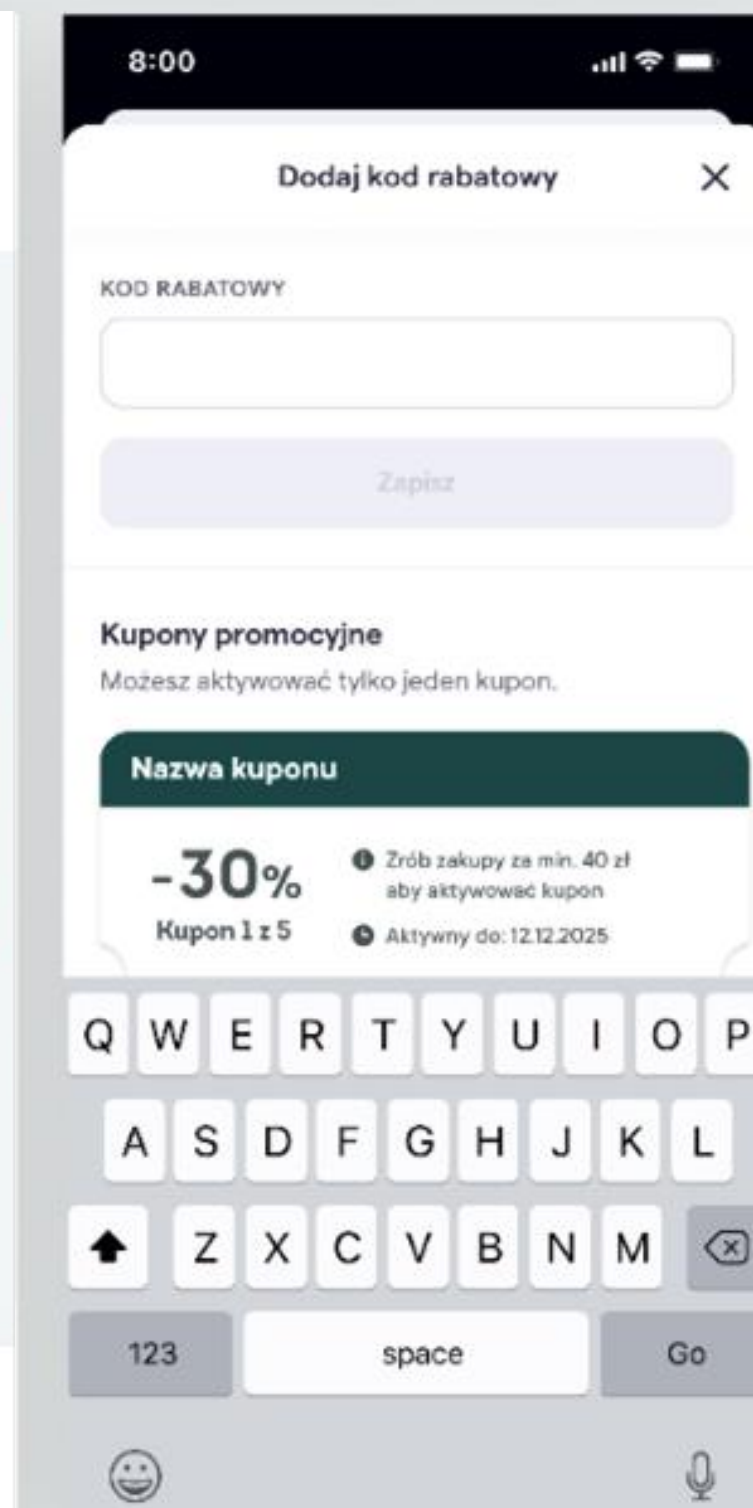 8:00
Dodaj kod rabatowy
KOD RABATOWY
Zapisz
Kupony promocyjne
Możesz aktywować tylko jeden kupon.
Nazwa kuponu
-30%
Kupon 1 z 5
Zrób zakupy za min. 40 zł
aby aktywować kupon
Aktywny do: 12.12.2025
Q W E R T Y U I O P
A S D F G H J K L
Z X C V B N M
123 space Go